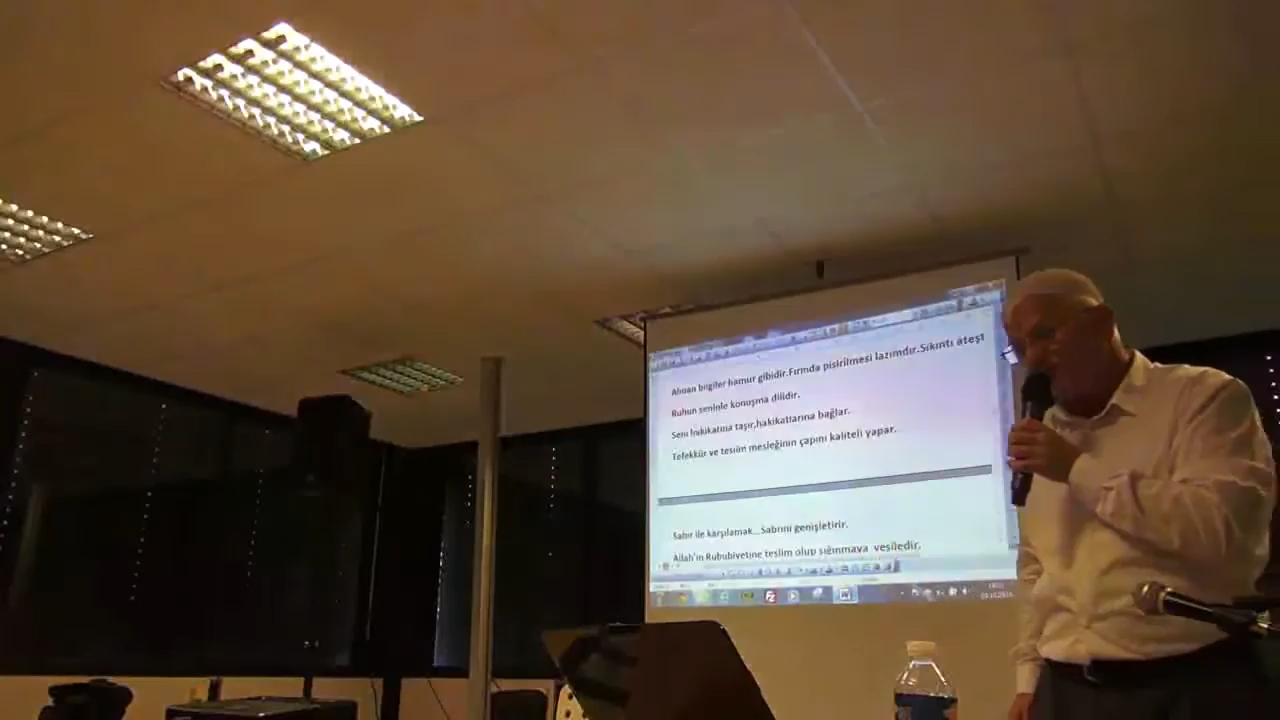 Alınan bilgiler hamur gibidir.Fırında pişirilmesi lazımdır.Sıkıntı ateşi
Ruhun seninle konuşma dilidir.
Seni hakikatına taşır,hakikatlarına bağlar.
Tefekkür ve teslim mesleğinin çapını kaliteli yapar.
Sabır ile karşılamak...Sabrını genişletir.
Allah'ın Rububiyetine teslim olup sığınmaya vesiledir.